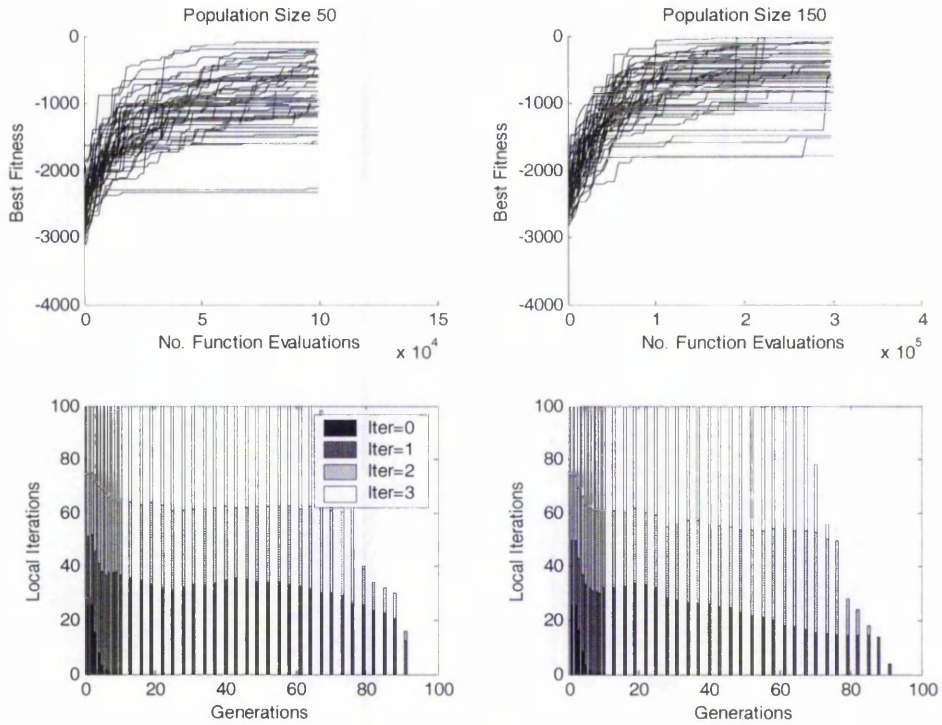 Population Size 50
0
-1000
-2000
-3000
-4000
Best Fitness
0 5 10 15
No. Function Evaluations
x 10^4
Population Size 150
0
-1000
-2000
-3000
-4000
Best Fitness
0 1 2 3 4
No. Function Evaluations
x 10^5
100
80
60
40
20
0
Local Iterations
Iter=0
Iter=1
Iter=2
Iter=3
0 20 40 60 80 100
Generations
100
80
60
40
20
0
Local Iterations
0 20 40 60 80 100
Generations